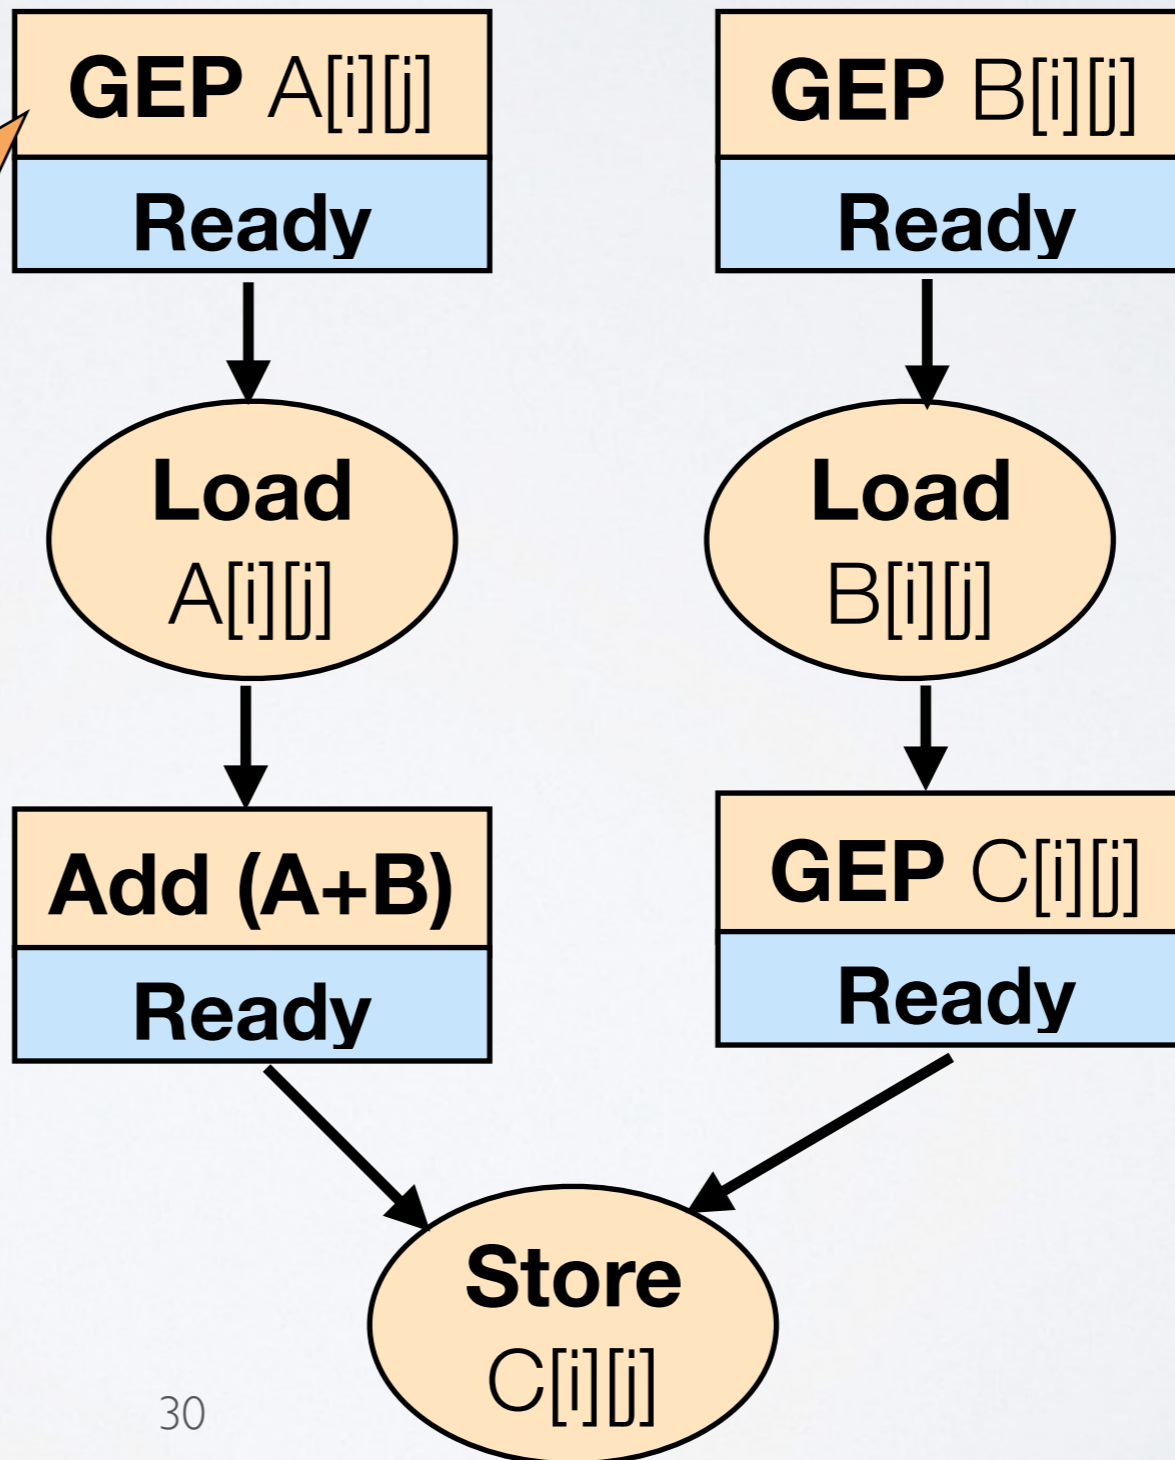 GEP A[i][j]
Ready
GEP B[i][j]
Ready
Load
A[i][j]
Load
B[i][j]
Add (A+B)
Ready
GEP C[i][j]
Ready
Store
C[i][j]
30